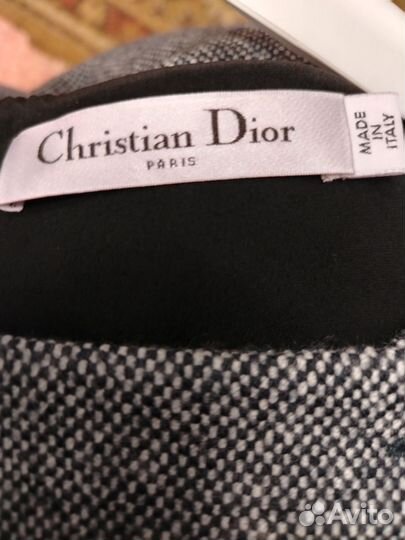 Christian Dior
PARIS
MADE
IN
ITALY
Avito